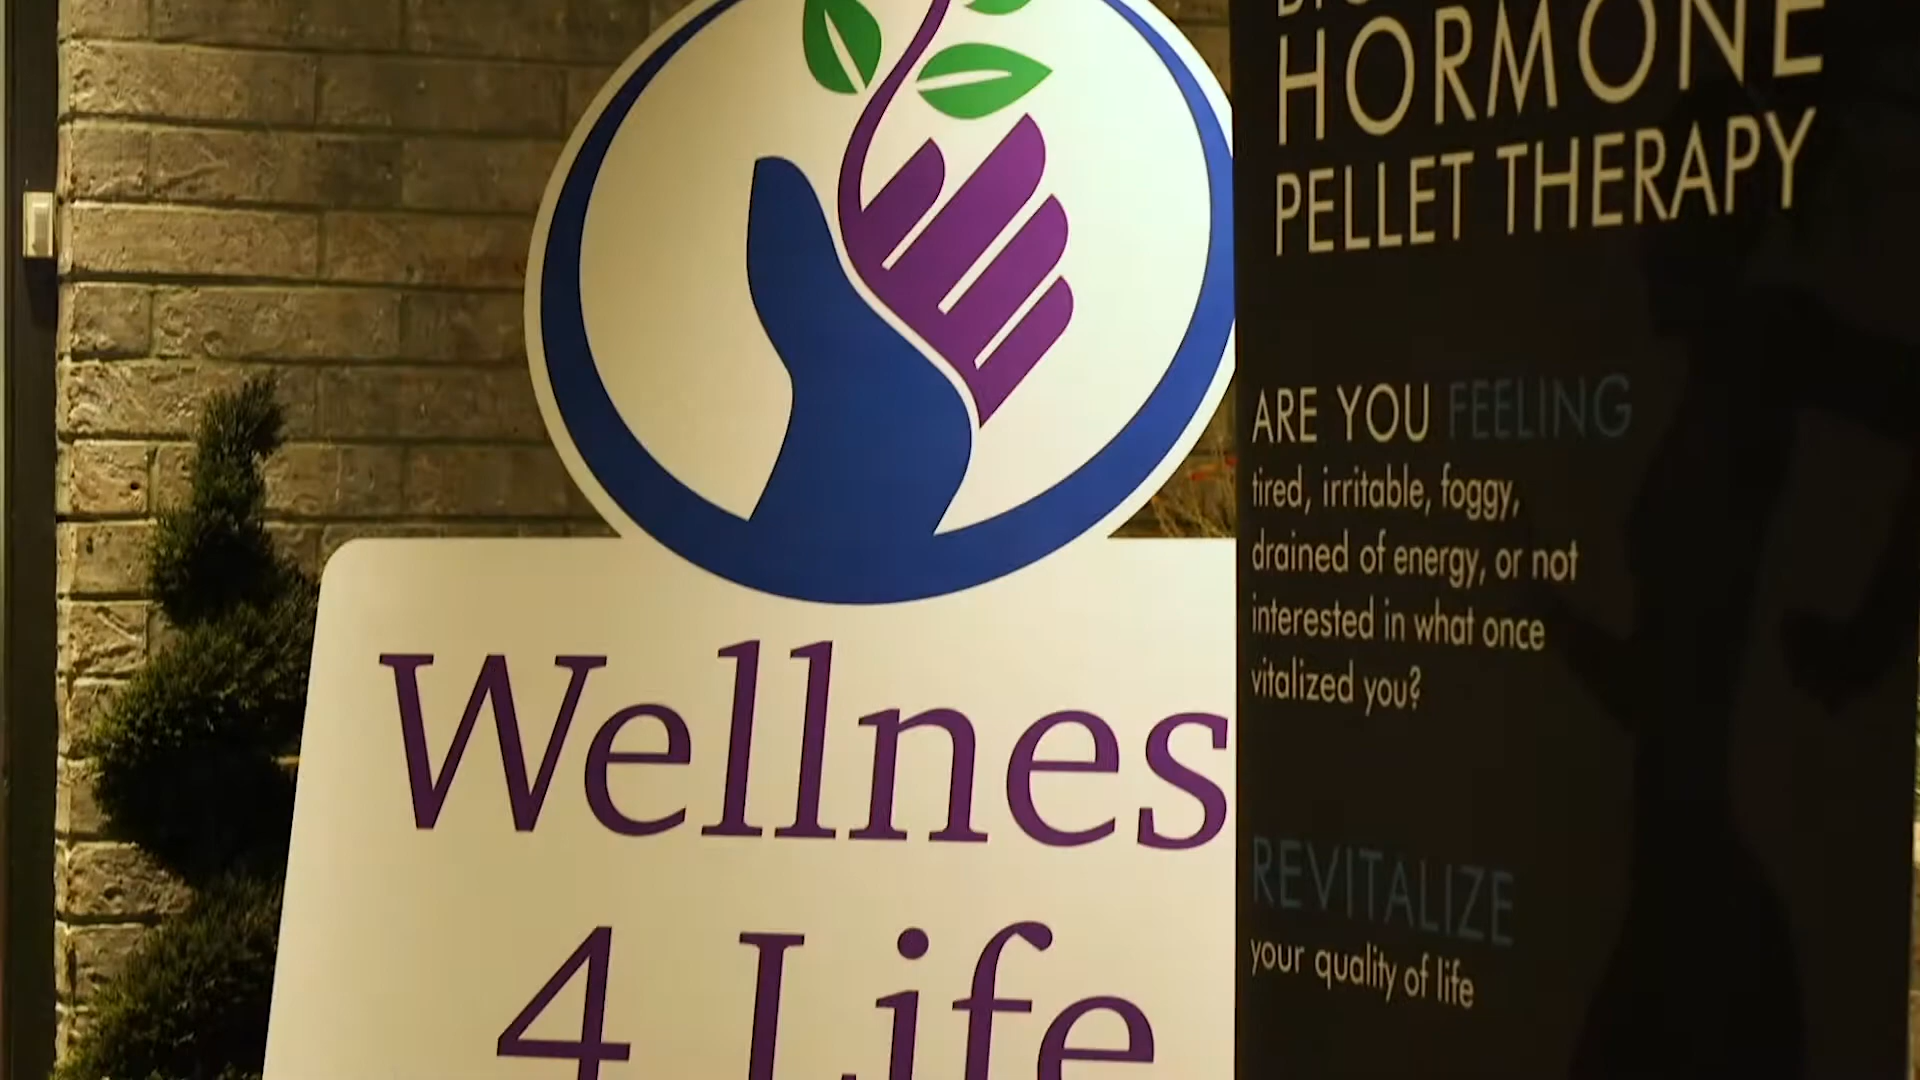 Wellnes
4 Life
HORMONE
PELLET THERAPY
ARE YOU FEELING
tired, irritable, foggy,
drained of energy, or not
interested in what once
vitalized you?
REVITALIZE
your quality of life